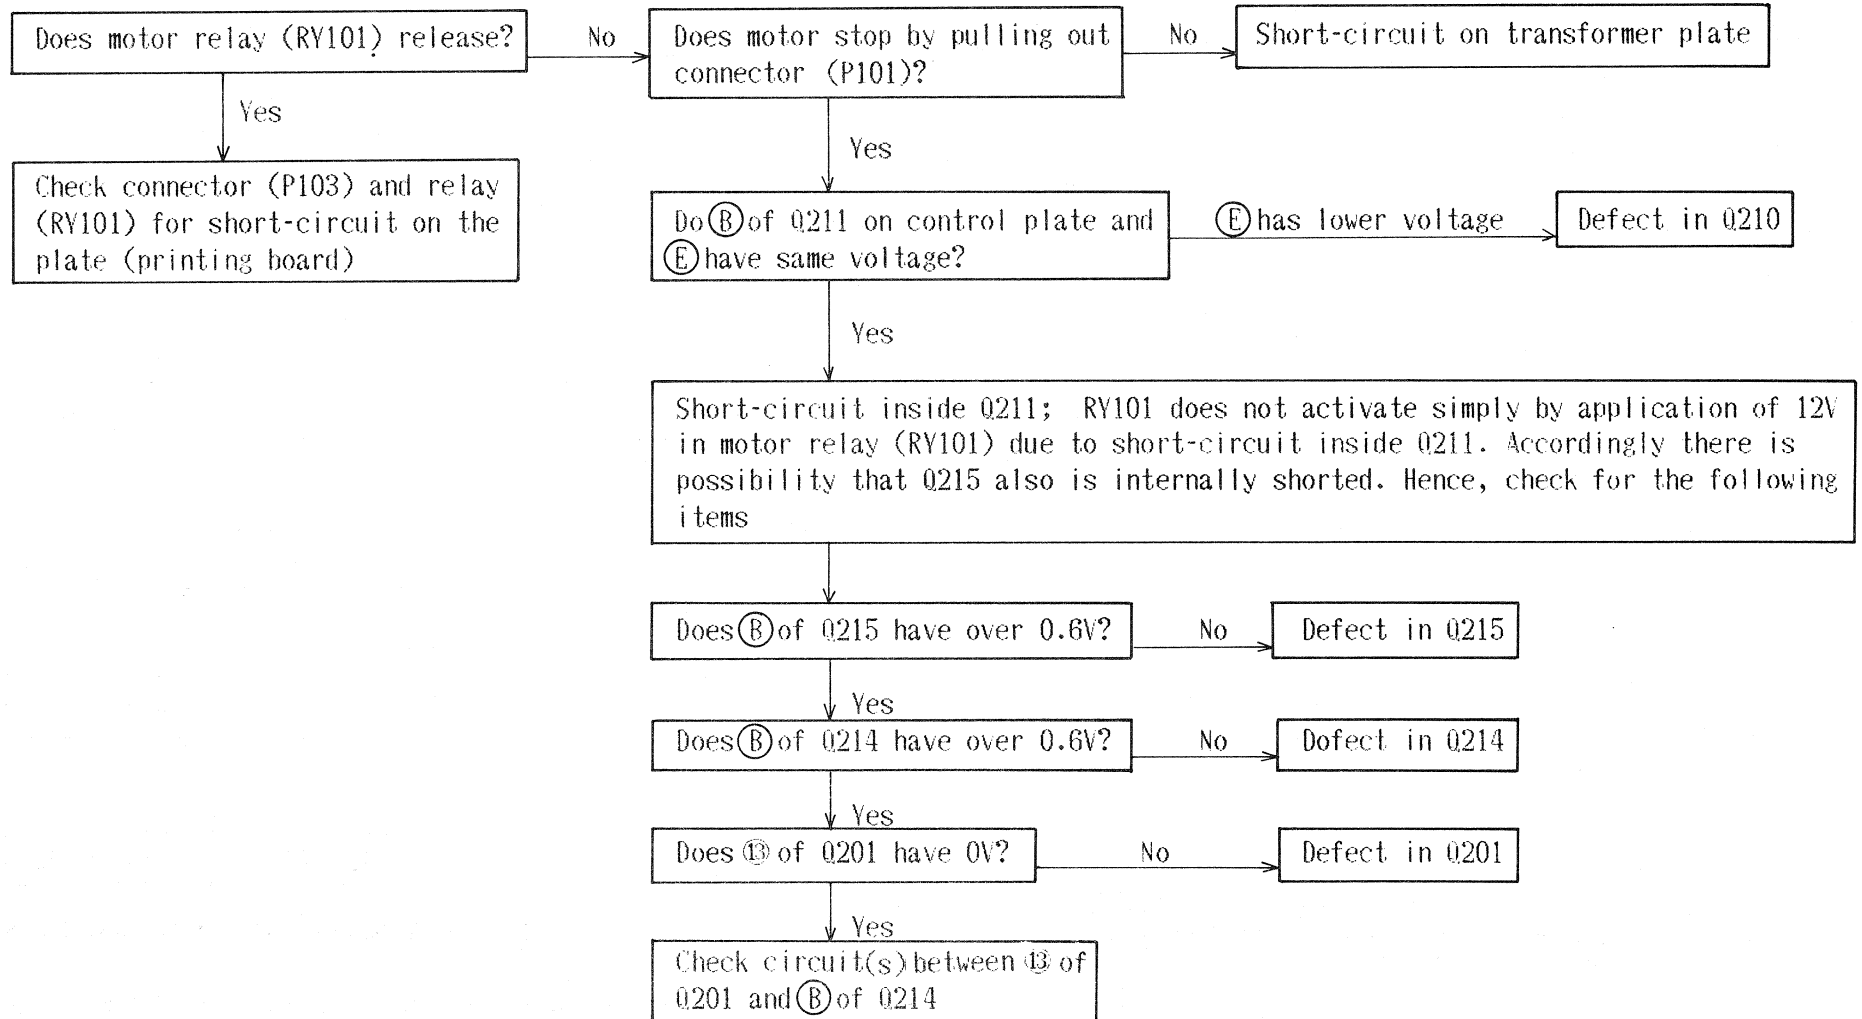 Does motor relay (RY101) release?
No
Does motor stop by pulling out
connector (P101)?
No
Short-circuit on transformer plate
Yes
Check connector (P103) and relay
(RV101) for short-circuit on the
plate (printing board)
Yes
Do Ⓑ of Q211 on control plate and
Ⓔ have same voltage?
Ⓔ has lower voltage
Defect in Q210
Yes
Short-circuit inside Q211; RY101 does not activate simply by application of 12V
in motor relay (RY101) due to short-circuit inside Q211. Accordingly there is
possibility that Q215 also is internally shorted. Hence, check for the following
items
Does Ⓑ of Q215 have over 0.6V?
No
Defect in Q215
Yes
Does Ⓑ of Q214 have over 0.6V?
No
Dofect in Q214
Yes
Does ⑬ of Q201 have 0V?
No
Defect in Q201
Yes
Check circuit(s) between ⑬ of
Q201 and Ⓑ of Q214